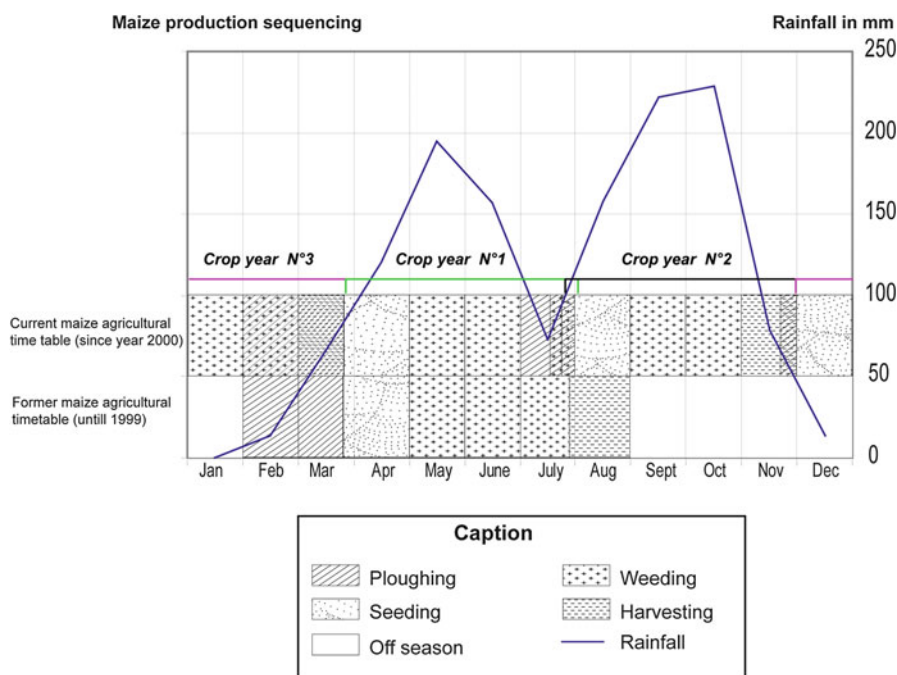 Maize production sequencing
Rainfall in mm
250
200
150
Crop year N°3
Crop year N°1
Crop year N°2
100
Current maize agricultural
time table (since year 2000)
50
Former maize agricultural
timetable (untill 1999)
0
Jan Feb Mar Apr May June July Aug Sept Oct Nov Dec
Caption
Ploughing
Weeding
Seeding
Harvesting
Off season
Rainfall